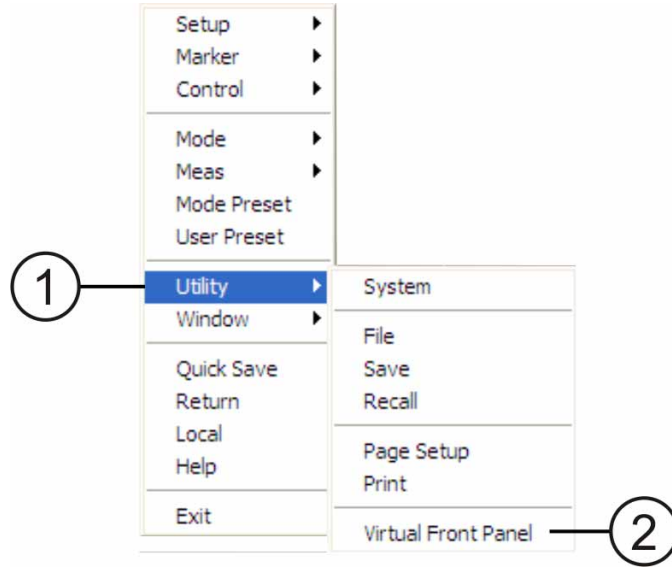 Setup
Marker
Control
Mode
Meas
Mode Preset
User Preset
1
Utility
Window
Quick Save
Return
Local
Help
Exit
System
File
Save
Recall
Page Setup
Print
Virtual Front Panel
2